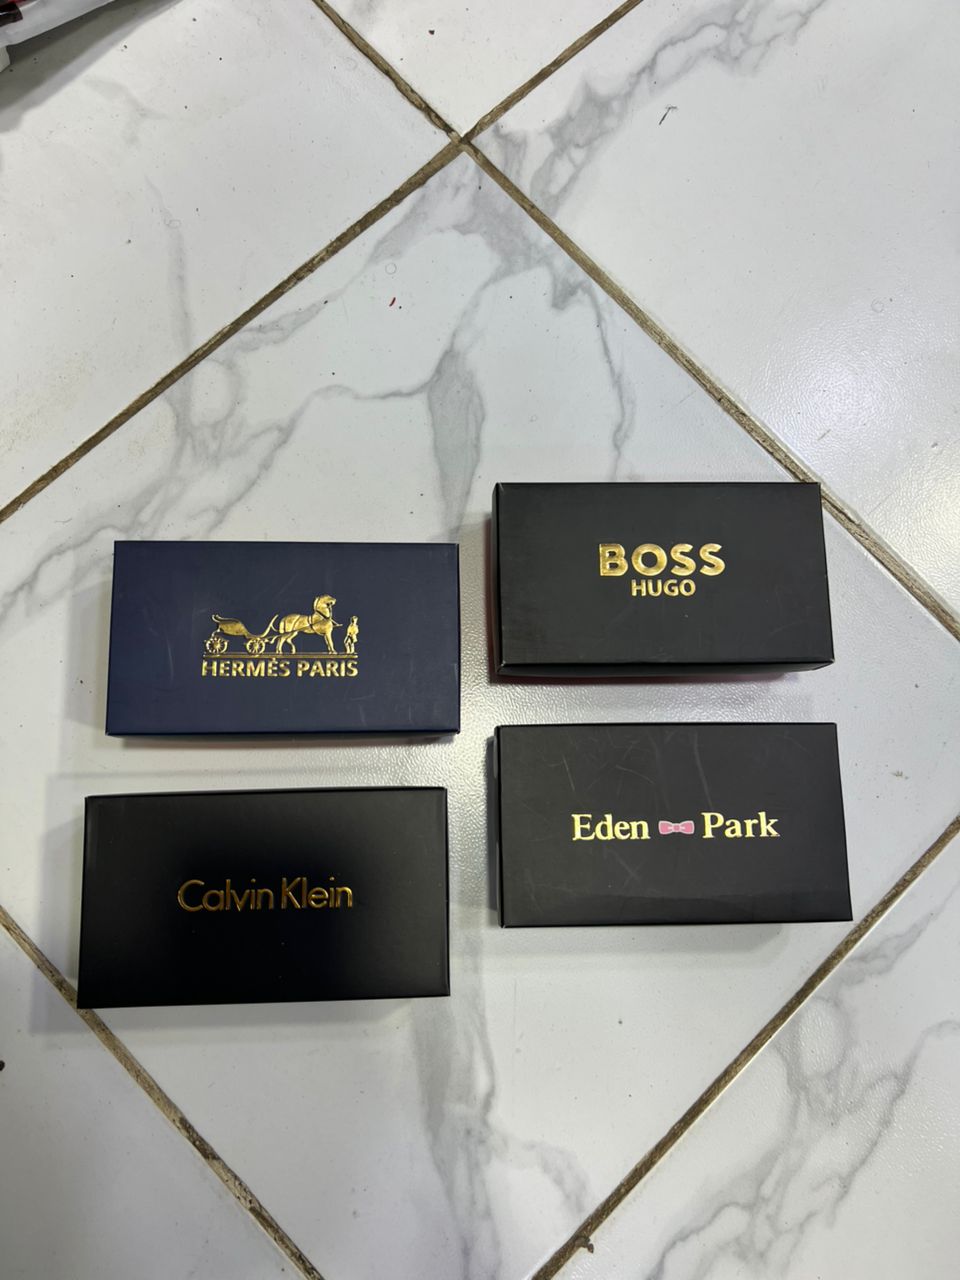 BOSS
HUGO
HERMÈS PARIS
Eden Park
Calvin Klein